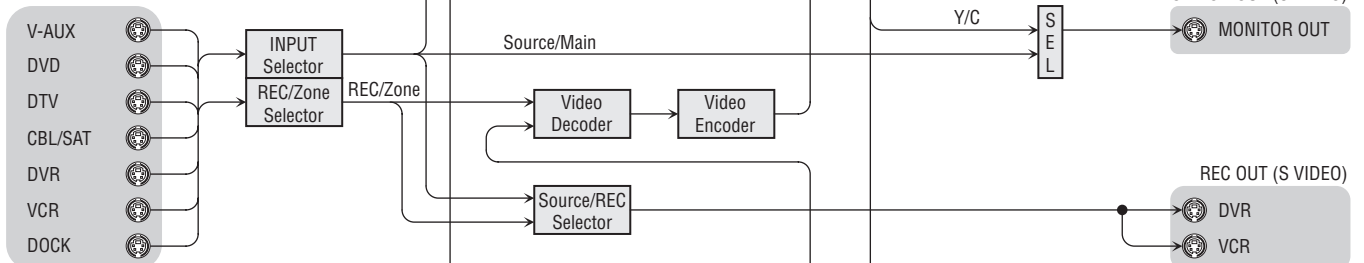 V-AUX
DVD
DTV
CBL/SAT
DVR
VCR
DOCK
INPUT
Selector
REC/Zone
Selector
REC/Zone
Source/Main
Video
Decoder
Video
Encoder
Source/REC
Selector
Y/C
S
E
L
MONITOR OUT
REC OUT (S VIDEO)
DVR
VCR